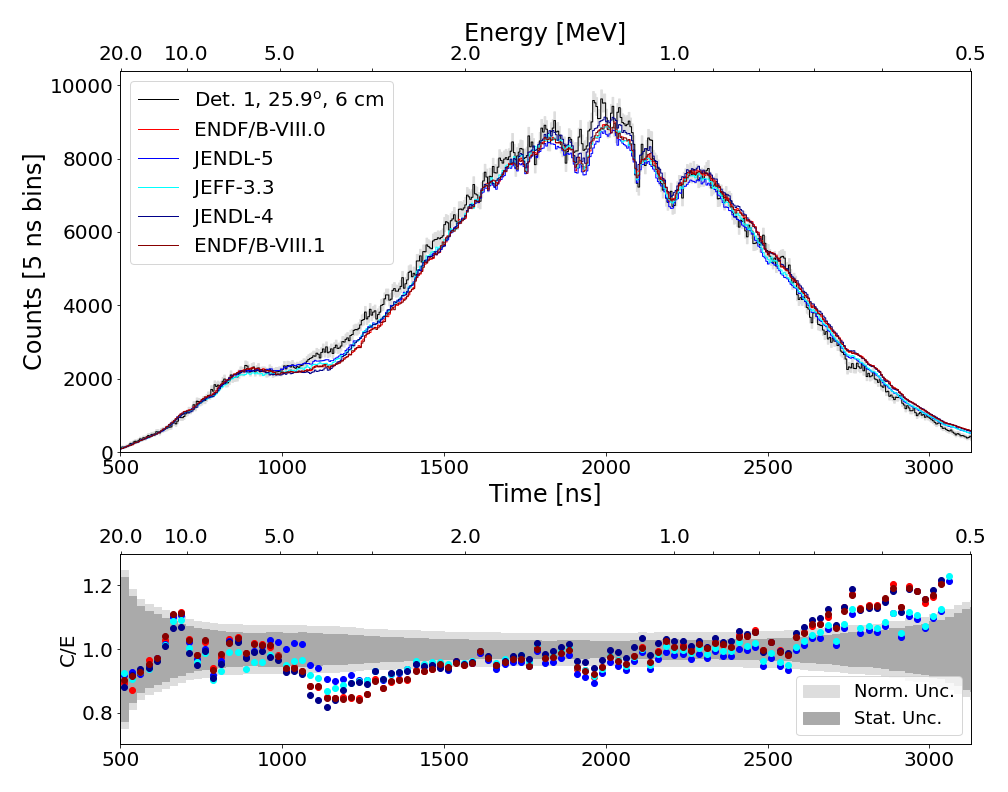 Energy [MeV]
20.0 10.0 5.0 2.0 1.0 0.5
10000
8000
6000
4000
2000
0
Counts [5 ns bins]
Det. 1, 25.9o, 6 cm
ENDF/B-VIII.0
JENDL-5
JEFF-3.3
JENDL-4
ENDF/B-VIII.1
500 1000 1500 2000 2500 3000
Time [ns]
20.0 10.0 5.0 2.0 1.0 0.5
1.2
1.0
0.8
C/E
Norm. Unc.
Stat. Unc.
500 1000 1500 2000 2500 3000